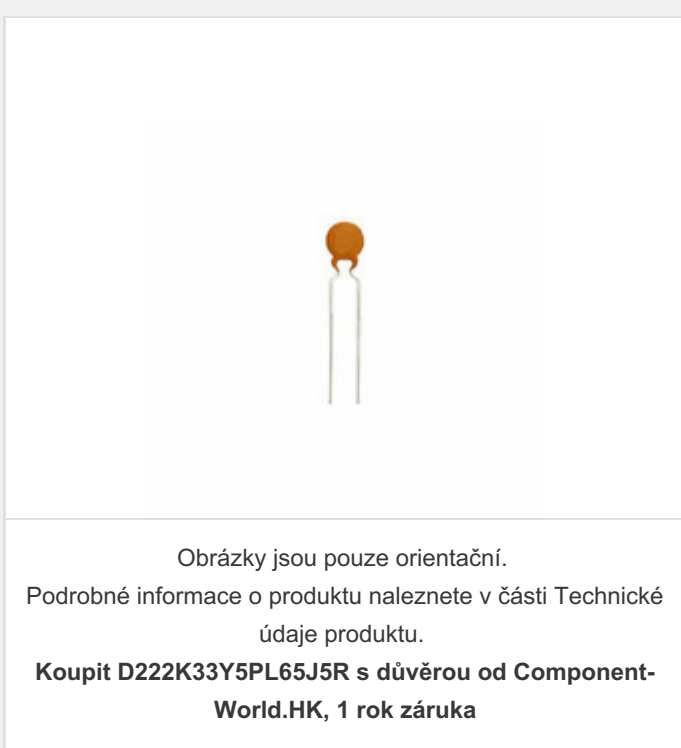 Obrázky jsou pouze orientační.
Podrobné informace o produktu naleznete v části Technické
údaje produktu.
Koupit D222K33Y5PL65J5R s důvěrou od Component-
World.HK, 1 rok záruka